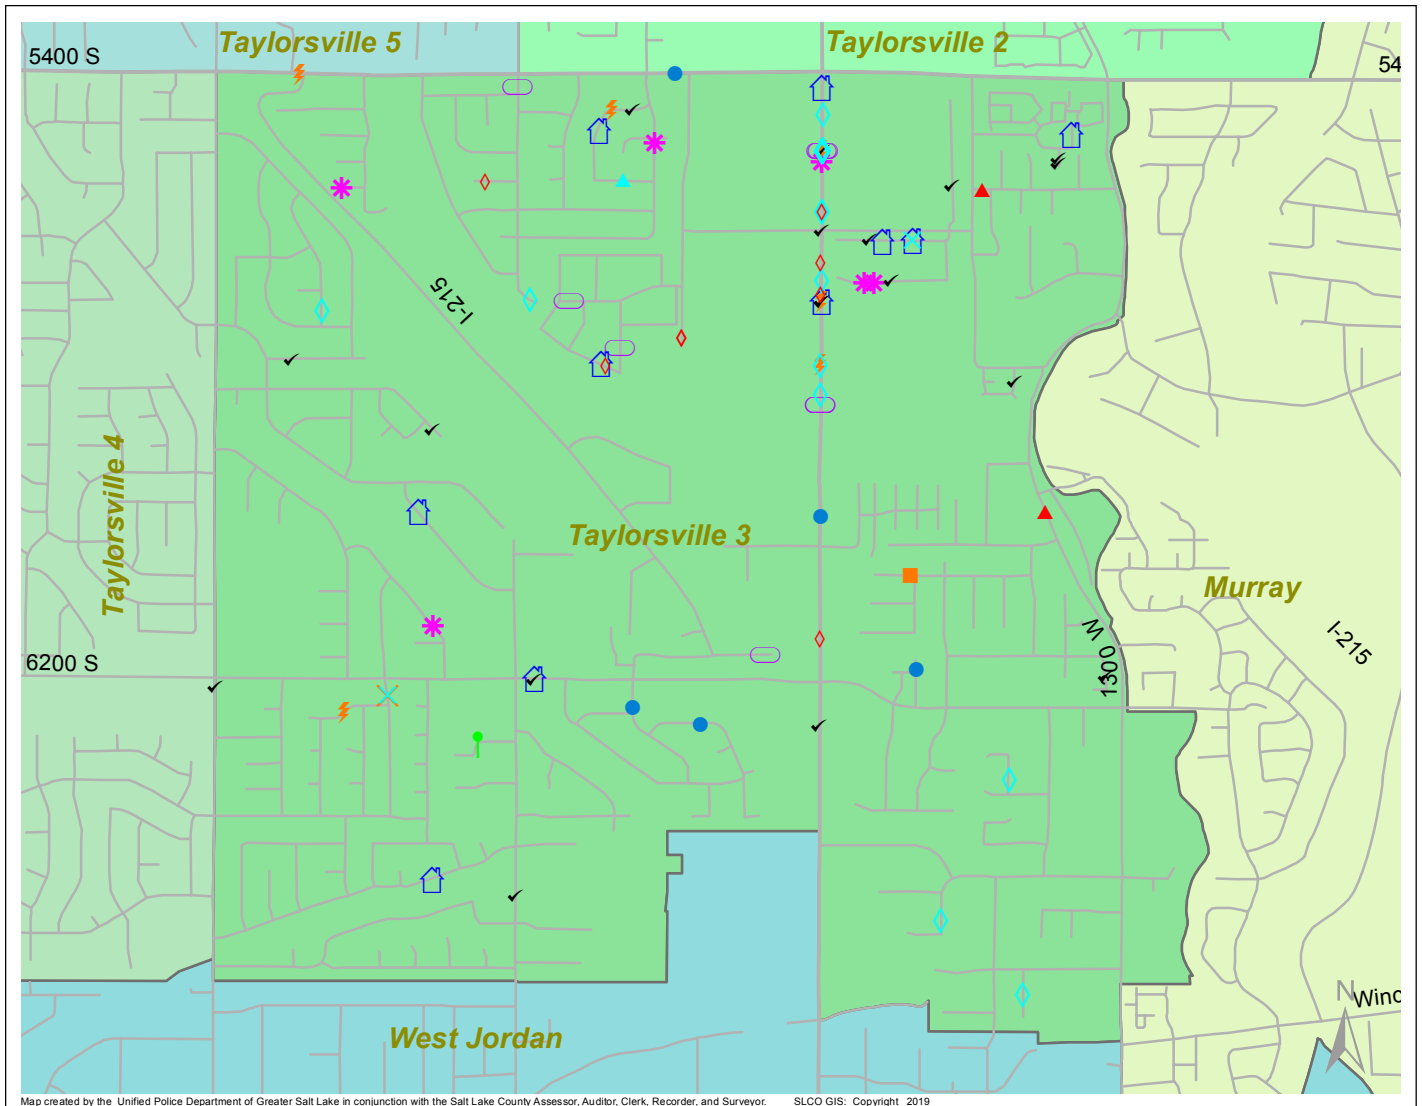 Taylorsville 5
Taylorsville 2
5400 S
54
I-215
Taylorsville 4
Taylorsville 3
Murray
1300 W
I-215
6200 S
N
Winc
West Jordan
Map created by the Unified Police Department of Greater Salt Lake in conjunction with the Salt Lake County Assessor, Auditor, Clerk, Recorder, and Surveyor. SLCO GIS: Copyright 2019